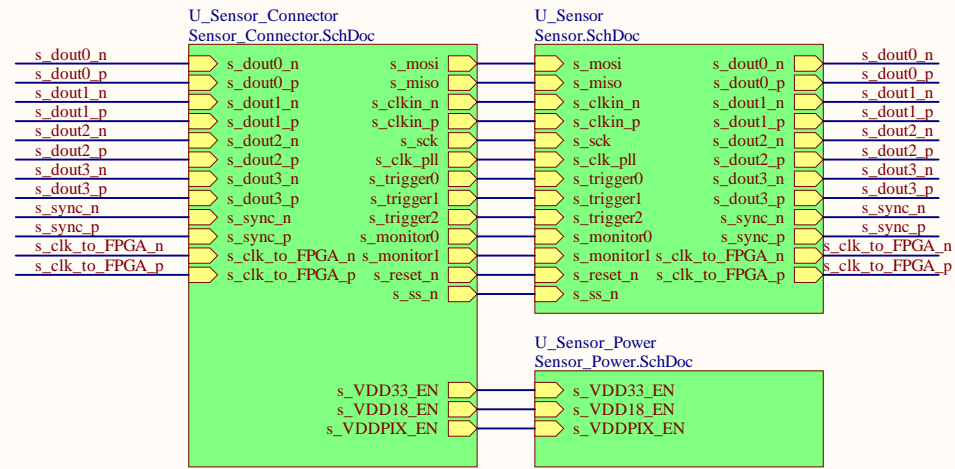 U_Sensor_Connector
Sensor_Connector.SchDoc
U_Sensor
Sensor.SchDoc
s_dout0_n s_dout0_n s_mosi s_mosi s_dout0_n s_dout0_n
s_dout0_p s_dout0_p s_miso s_miso s_dout0_p s_dout0_p
s_dout1_n s_dout1_n s_clkin_n s_clkin_n s_dout1_n s_dout1_n
s_dout1_p s_dout1_p s_clkin_p s_clkin_p s_dout1_p s_dout1_p
s_dout2_n s_dout2_n s_sck s_sck s_dout2_n s_dout2_n
s_dout2_p s_dout2_p s_clk_pll s_clk_pll s_dout2_p s_dout2_p
s_dout3_n s_dout3_n s_trigger0 s_trigger0 s_dout3_n s_dout3_n
s_dout3_p s_dout3_p s_trigger1 s_trigger1 s_dout3_p s_dout3_p
s_sync_n s_sync_n s_trigger2 s_trigger2 s_sync_n s_sync_n
s_sync_p s_sync_p s_monitor0 s_monitor0 s_sync_p s_sync_p
s_clk_to_FPGA_n s_clk_to_FPGA_n s_monitor1 s_monitor1 s_clk_to_FPGA_n s_clk_to_FPGA_n
s_clk_to_FPGA_p s_clk_to_FPGA_p s_reset_n s_reset_n s_clk_to_FPGA_p s_clk_to_FPGA_p
s_ss_n s_ss_n
U_Sensor_Power
Sensor_Power.SchDoc
s_VDD33_EN s_VDD33_EN
s_VDD18_EN s_VDD18_EN
s_VDDPIX_EN s_VDDPIX_EN